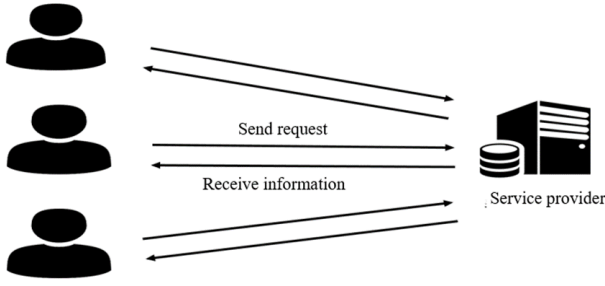 Send request
Receive information
Service provider